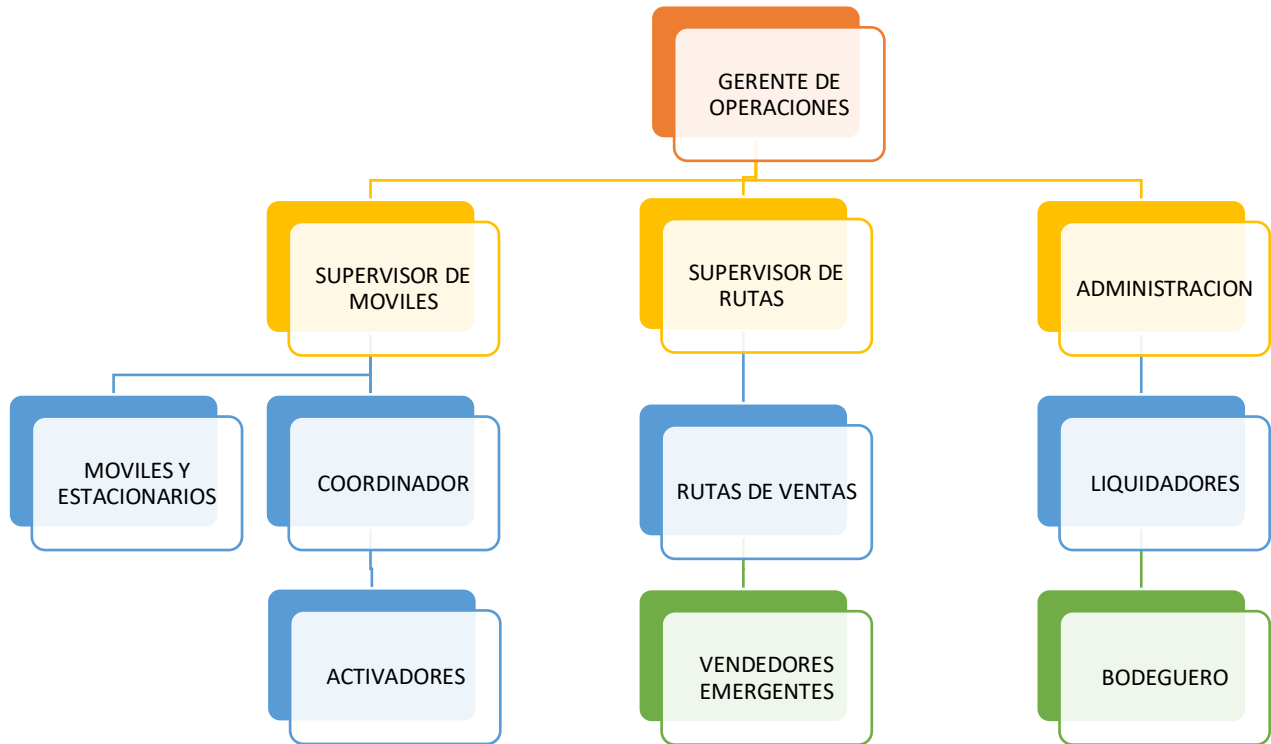 GERENTE DE
OPERACIONES
SUPERVISOR DE
MOVILES
SUPERVISOR DE
RUTAS
ADMINISTRACION
MOVILES Y
ESTACIONARIOS
COORDINADOR
RUTAS DE VENTAS
LIQUIDADORES
ACTIVADORES
VENDEDORES
EMERGENTES
BODEGUERO